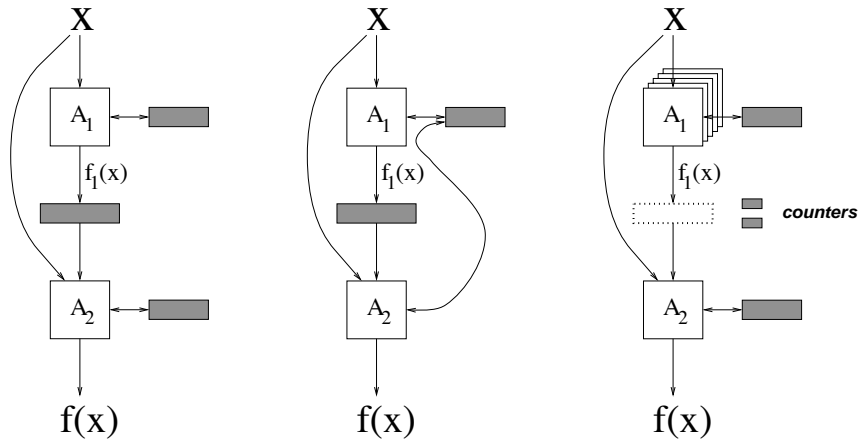 X
A1
f1(x)
A2
f(x)
X
A1
f1(x)
A2
f(x)
X
A1
f1(x)
counters
A2
f(x)